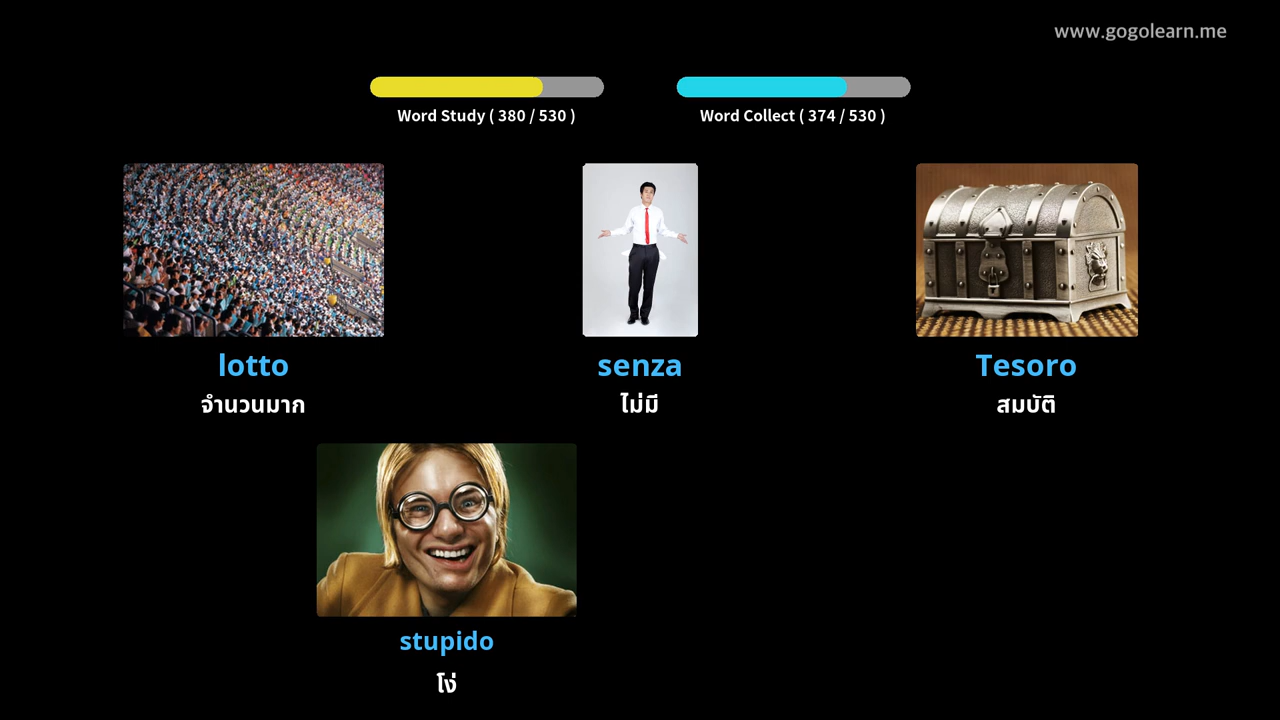 www.gogolearn.me
Word Study ( 380 / 530 )
Word Collect ( 374 / 530 )
lotto
จำนวนมาก
senza
ไม่มี
Tesoro
สมบัติ
stupido
โง่